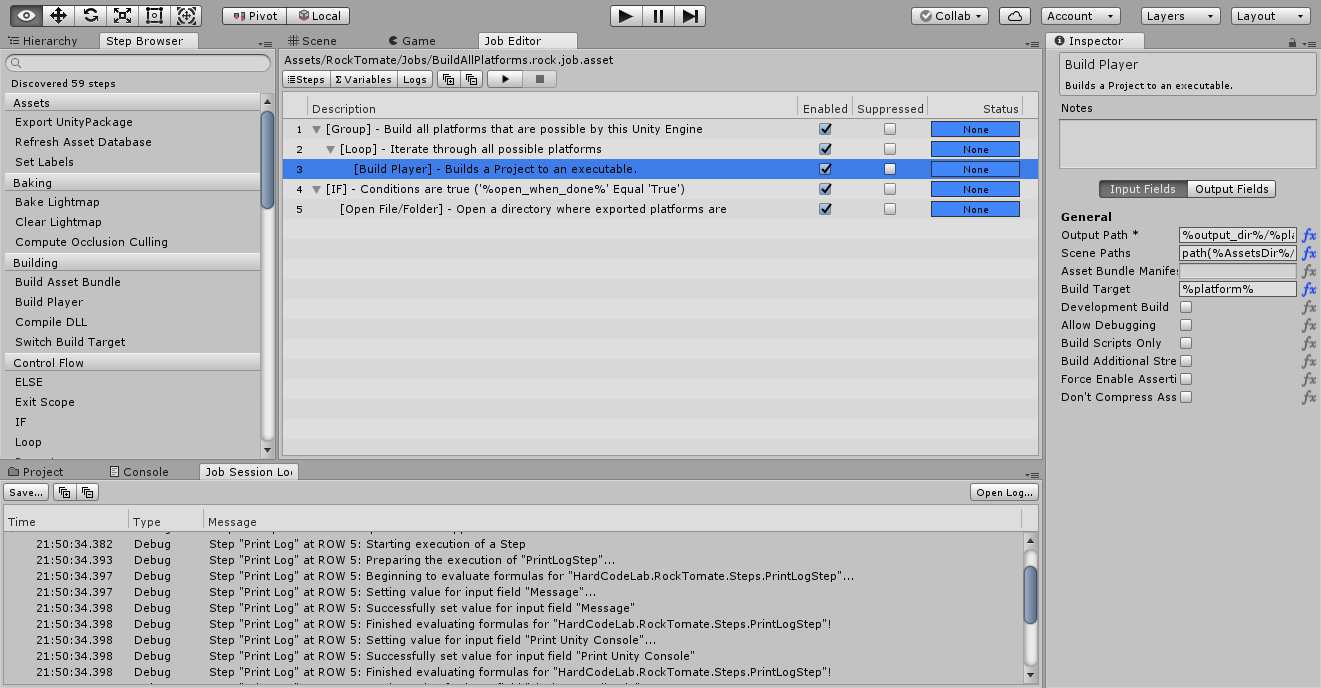 Pivot Local Collab Account Layers Layout
Hierarchy Step Browser
Discovered 59 steps
Assets
Export UnityPackage
Refresh Asset Database
Set Labels
Baking
Bake Lightmap
Clear Lightmap
Compute Occlusion Culling
Building
Build Asset Bundle
Build Player
Compile DLL
Switch Build Target
Control Flow
ELSE
Exit Scope
IF
Loop
Scene Game Job Editor
Assets/RockTomate/Jobs/BuildAllPlatforms.rock.job.asset
Steps Σ Variables Logs
Description Enabled Suppressed Status
1 [Group] - Build all platforms that are possible by this Unity Engine None
2 [Loop] - Iterate through all possible platforms None
3 [Build Player] - Builds a Project to an executable. None
4 [IF] - Conditions are true ('%open_when_done%' Equal 'True') None
5 [Open File/Folder] - Open a directory where exported platforms are None
Inspector
Build Player
Builds a Project to an executable.
Notes
Input Fields Output Fields
General
Output Path * %output_dir%/%pla fx
Scene Paths path(%AssetsDir%/ fx
Asset Bundle Manifes fx
Build Target %platform% fx
Development Build fx
Allow Debugging fx
Build Scripts Only fx
Build Additional Stre fx
Force Enable Asserti fx
Don't Compress Ass fx
Project Console Job Session Lo
Save... Open Log...
Time Type Message
21:50:34.382 Debug Step "Print Log" at ROW 5: Starting execution of a Step
21:50:34.393 Debug Step "Print Log" at ROW 5: Preparing the execution of "PrintLogStep"...
21:50:34.397 Debug Step "Print Log" at ROW 5: Beginning to evaluate formulas for "HardCodeLab.RockTomate.Steps.PrintLogStep"...
21:50:34.397 Debug Step "Print Log" at ROW 5: Setting value for input field "Message"...
21:50:34.398 Debug Step "Print Log" at ROW 5: Successfully set value for input field "Message"
21:50:34.398 Debug Step "Print Log" at ROW 5: Finished evaluating formulas for "HardCodeLab.RockTomate.Steps.PrintLogStep"!
21:50:34.398 Debug Step "Print Log" at ROW 5: Setting value for input field "Print Unity Console"...
21:50:34.398 Debug Step "Print Log" at ROW 5: Successfully set value for input field "Print Unity Console"
21:50:34.398 Debug Step "Print Log" at ROW 5: Finished evaluating formulas for "HardCodeLab.RockTomate.Steps.PrintLogStep"!